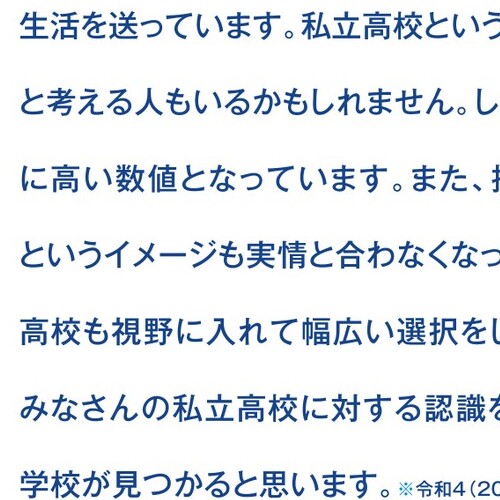 生活を送っています。私立高校という
と考える人もいるかもしれません。し
に高い数値となっています。また、
というイメージも実情と合わなくなっ
高校も視野に入れて幅広い選択をし
みなさんの私立高校に対する認識を
学校が見つかると思います。※令和4(20